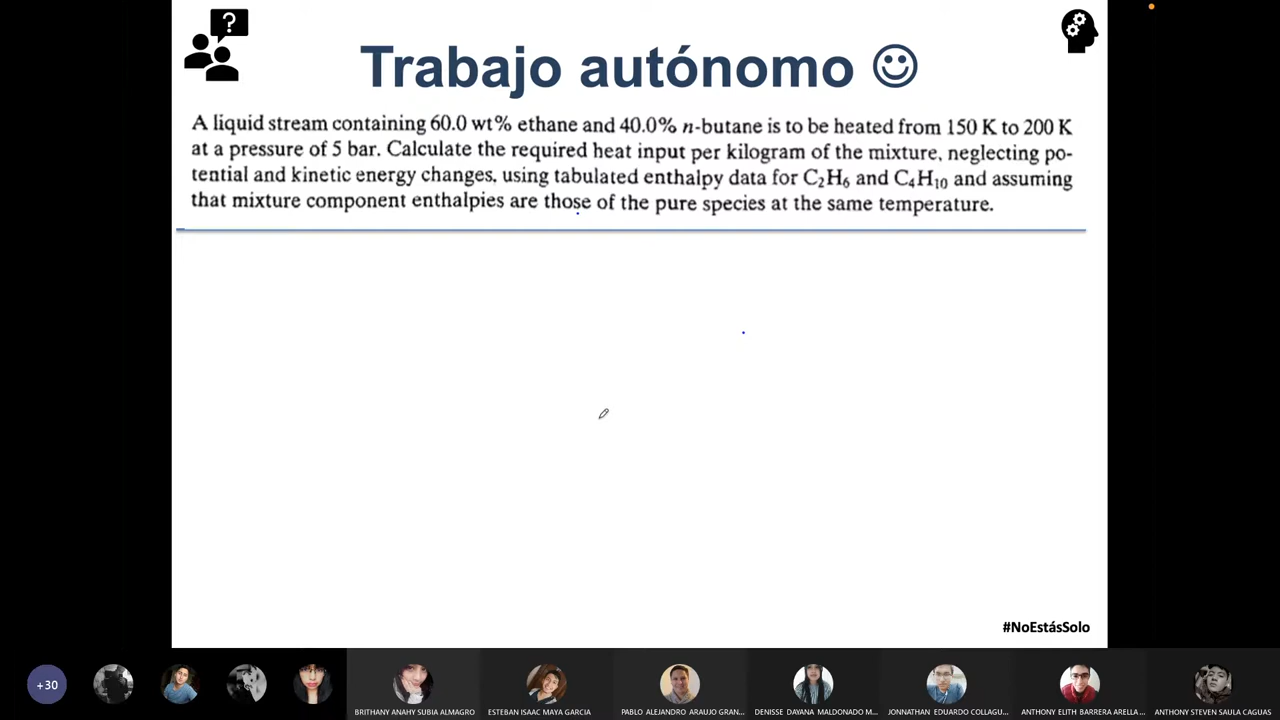 ?
Trabajo autónomo
A liquid stream containing 60.0 wt% ethane and 40.0% n-butane is to be heated from 150 K to 200 K
at a pressure of 5 bar. Calculate the required heat input per kilogram of the mixture, neglecting po-
tential and kinetic energy changes, using tabulated enthalpy data for C₂H₆ and C₄H₁₀ and assuming
that mixture component enthalpies are those of the pure species at the same temperature.
#NoEstásSolo
+30
BRITHANY ANAHY SUBIA ALMAGRO
ESTEBAN ISAAC MAYA GARCIA
PABLO ALEJANDRO ARAUJO GRAN...
DENISSE DAYANA MALDONADO M...
JONNATHAN EDUARDO COLLAGU...
ANTHONY ELITH BARRERA ARELLA ...
ANTHONY STEVEN SAULA CAGUAS